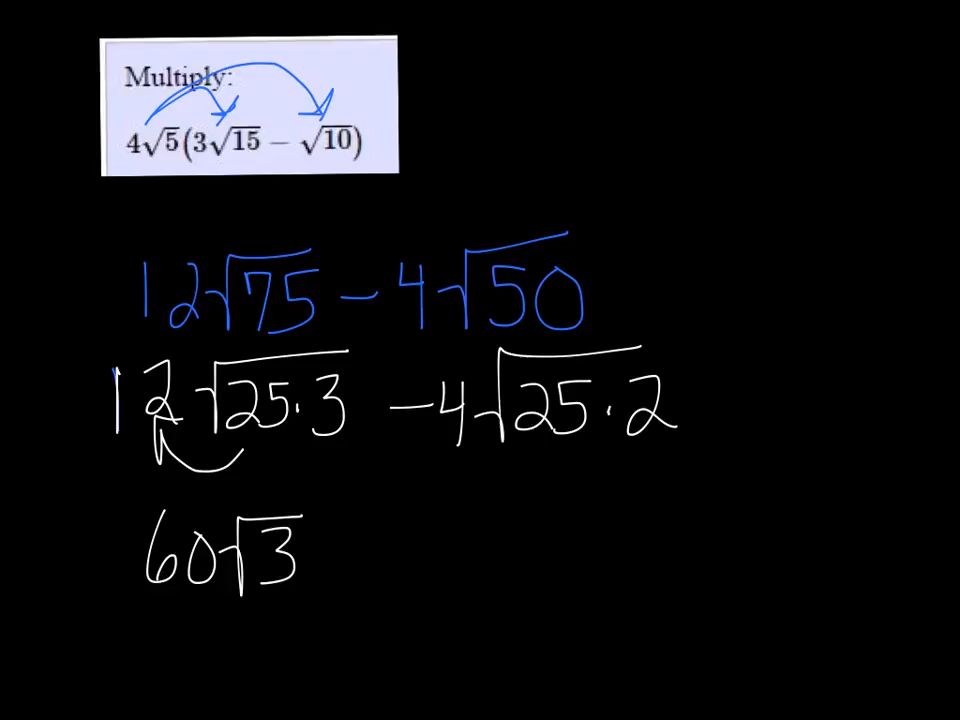 Multiply:
4√5(3√15 − √10)
12√75 − 4√50
12√25·3 − 4√25·2
60√3